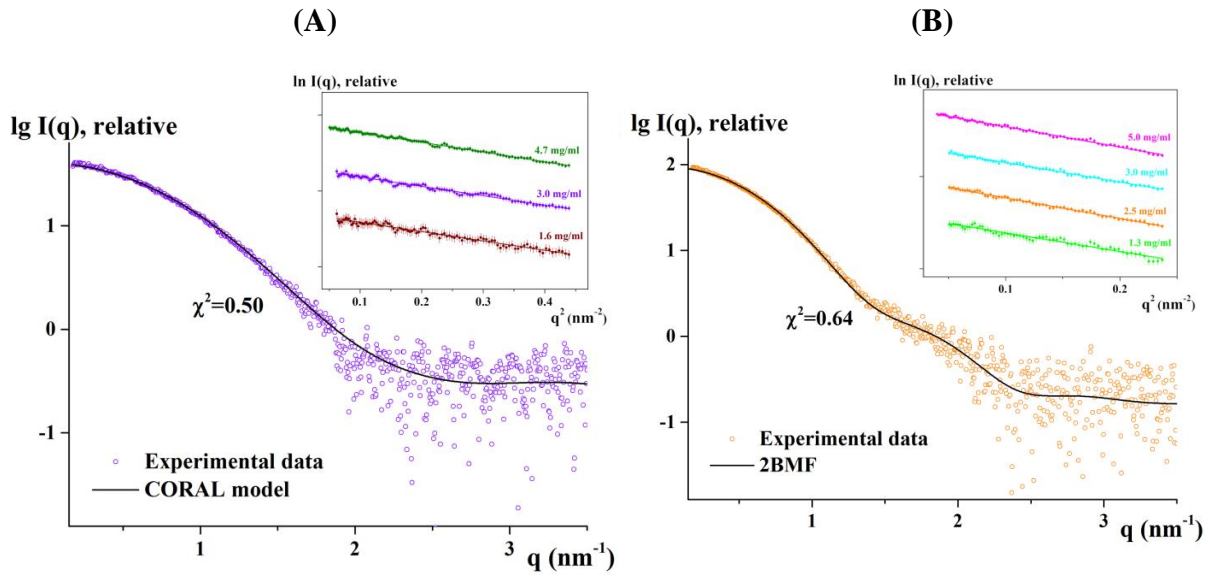 (A)
lg I(q), relative
ln I(q), relative
4.7 mg/ml
3.0 mg/ml
1.6 mg/ml
0.1 0.2 0.3 0.4
q² (nm⁻²)
1
0
-1
χ²=0.50
Experimental data
CORAL model
1 2 3
q (nm⁻¹)
(B)
lg I(q), relative
ln I(q), relative
5.0 mg/ml
3.0 mg/ml
2.5 mg/ml
1.3 mg/ml
0.1 0.2
q² (nm⁻²)
2
1
0
-1
χ²=0.64
Experimental data
2BMF
1 2 3
q (nm⁻¹)